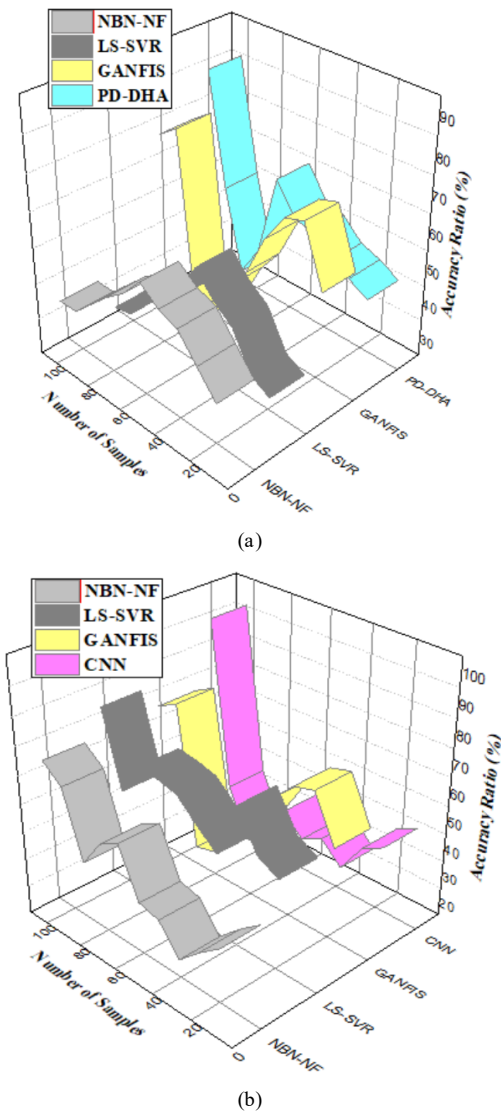 NBN-NF
LS-SVR
GANFIS
PD-DHA
90
80
70
60
50
40
30
Accuracy Ratio (%)
100
80
60
40
20
0
Number of Samples
NBN-NF
LS-SVR
GANFIS
PD-DHA
(a)
NBN-NF
LS-SVR
GANFIS
CNN
100
90
80
70
60
50
40
30
20
Accuracy Ratio (%)
100
80
60
40
20
0
Number of Samples
NBN-NF
LS-SVR
GANFIS
CNN
(b)